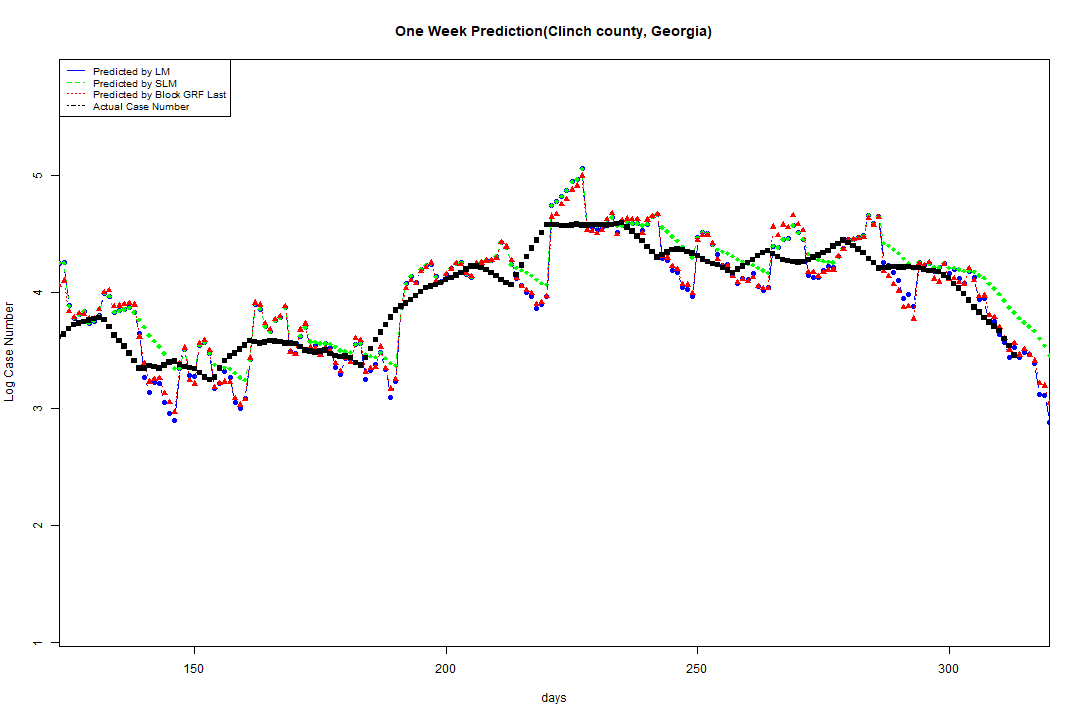 One Week Prediction(Clinch county, Georgia)
Predicted by LM
Predicted by SLM
Predicted by Block GRF Last
Actual Case Number
5
4
3
2
1
Log Case Number
150 200 250 300
days